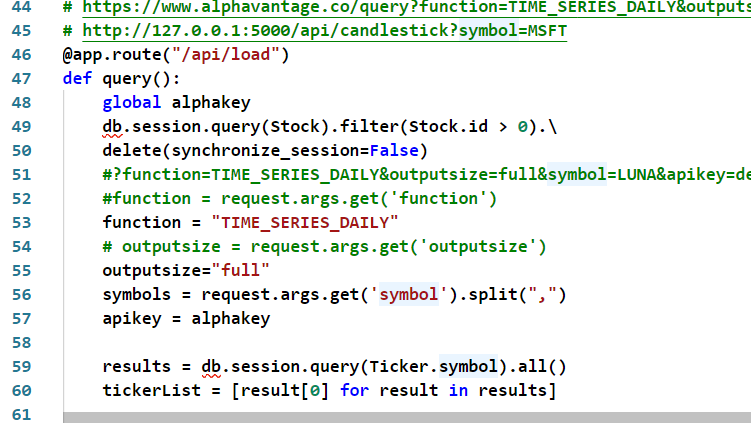 44 # https://www.alphavantage.co/query?function=TIME_SERIES_DAILY&outputs
45 # http://127.0.0.1:5000/api/candlestick?symbol=MSFT
46 @app.route("/api/load")
47 def query():
48 global alphakey
49 db.session.query(Stock).filter(Stock.id > 0).\
50 delete(synchronize_session=False)
51 #?function=TIME_SERIES_DAILY&outputsize=full&symbol=LUNA&apikey=de
52 #function = request.args.get('function')
53 function = "TIME_SERIES_DAILY"
54 # outputsize = request.args.get('outputsize')
55 outputsize="full"
56 symbols = request.args.get('symbol').split(",")
57 apikey = alphakey
58
59 results = db.session.query(Ticker.symbol).all()
60 tickerList = [result[0] for result in results]
61